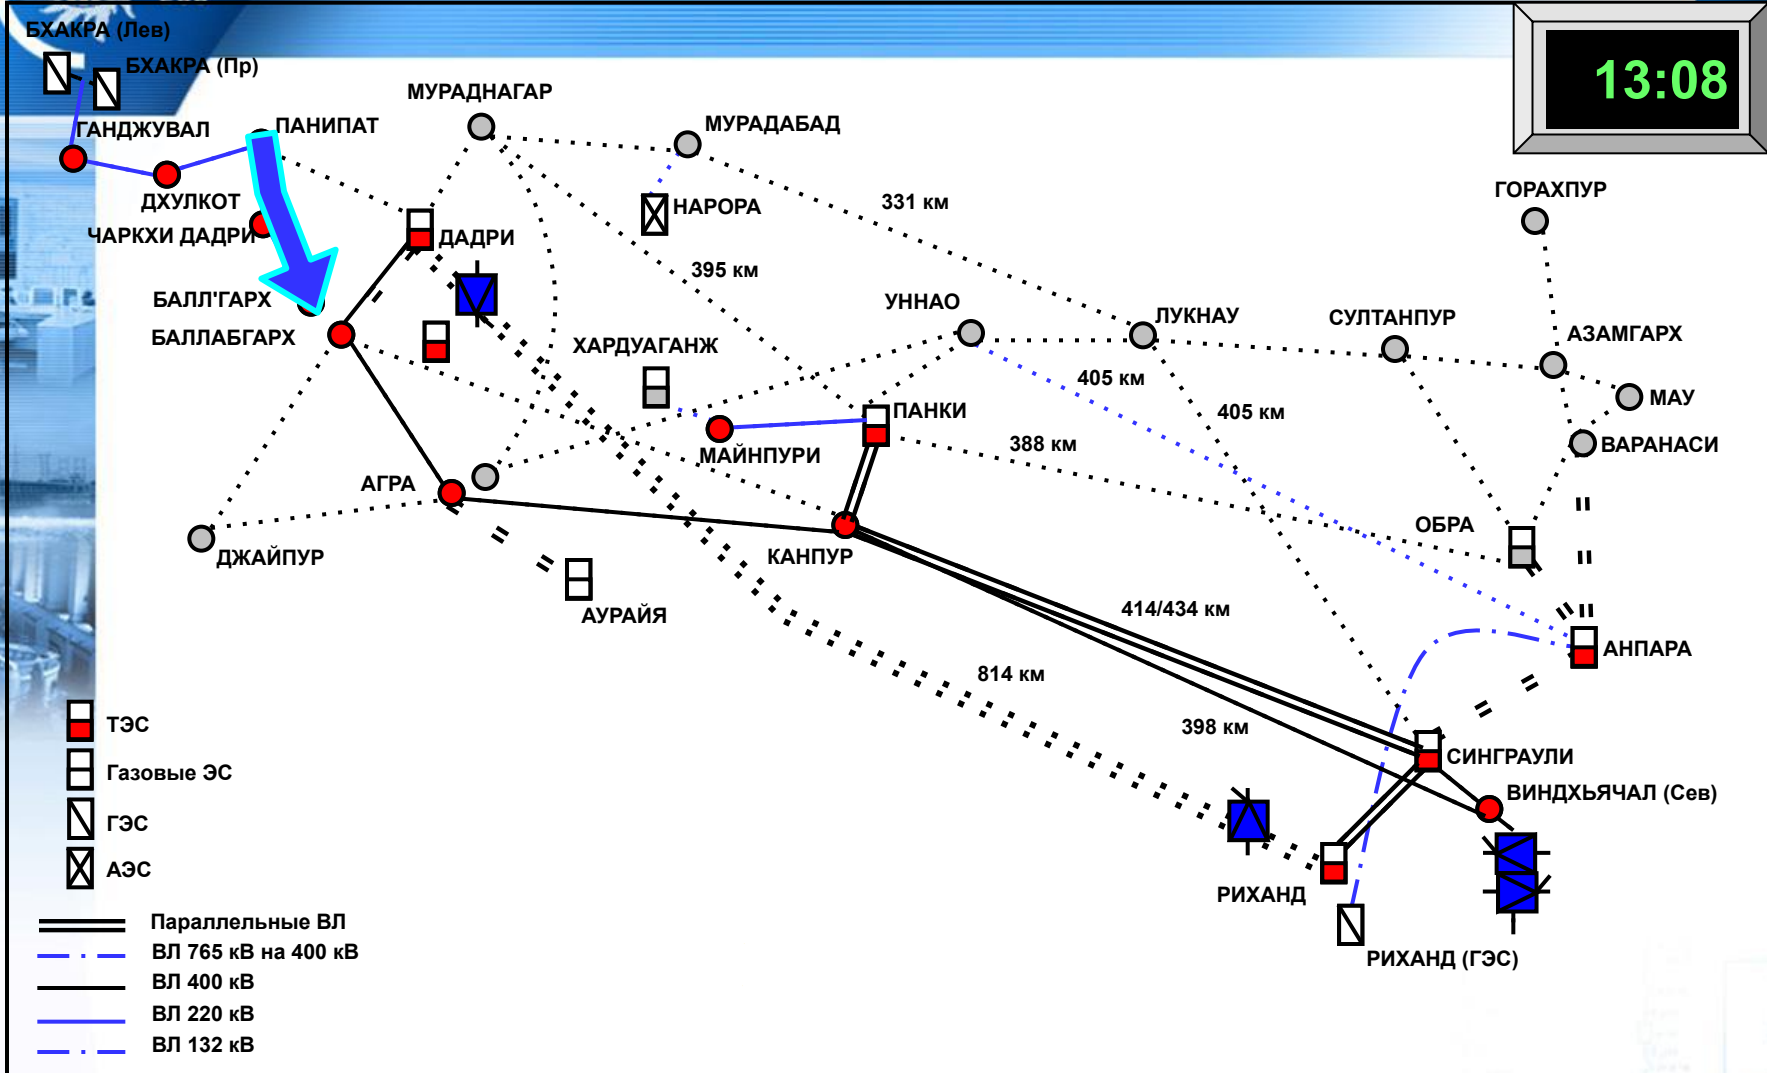 БХАКРА (Лев)
БХАКРА (Пр)
13:08
МУРАДНАГАР
ГАНДЖУВАЛ
ПАНИПАТ
МУРАДАБАД
ДХУЛКОТ
НАРОРА
331 км
ГОРАХПУР
ЧАРКХИ ДАДРИ
ДАДРИ
395 км
БАЛЛ'ГАРХ
УННАО
ЛУКНАУ
СУЛТАНПУР
АЗАМГАРХ
БАЛЛАБГАРХ
ХАРДУАГАНЖ
405 км
МАУ
ПАНКИ
405 км
388 км
ВАРАНАСИ
МАЙНПУРИ
АГРА
ОБРА
ДЖАЙПУР
КАНПУР
АУРАЙЯ
414/434 км
АНПАРА
814 км
398 км
СИНГРАУЛИ
ВИНДХЬЯЧАЛ (Сев)
РИХАНД
РИХАНД (ГЭС)
ТЭС
Газовые ЭС
ГЭС
АЭС
Параллельные ВЛ
ВЛ 765 кВ на 400 кВ
ВЛ 400 кВ
ВЛ 220 кВ
ВЛ 132 кВ